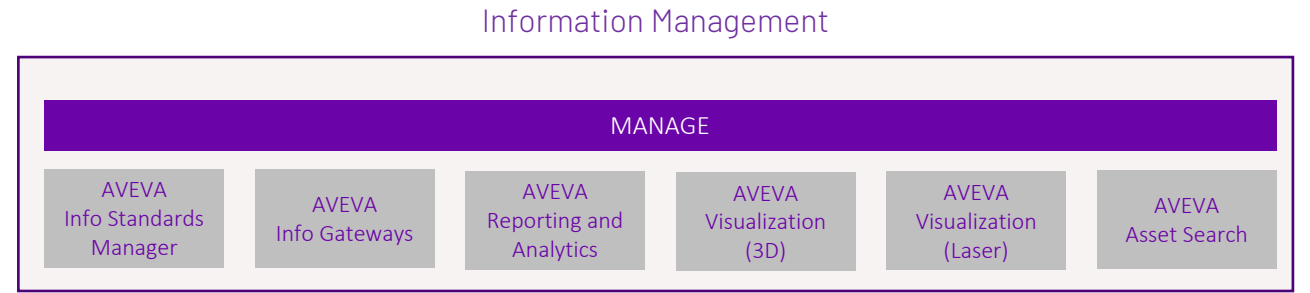 Information Management
MANAGE
AVEVA
Info Standards
Manager
AVEVA
Info Gateways
AVEVA
Reporting and
Analytics
AVEVA
Visualization
(3D)
AVEVA
Visualization
(Laser)
AVEVA
Asset Search